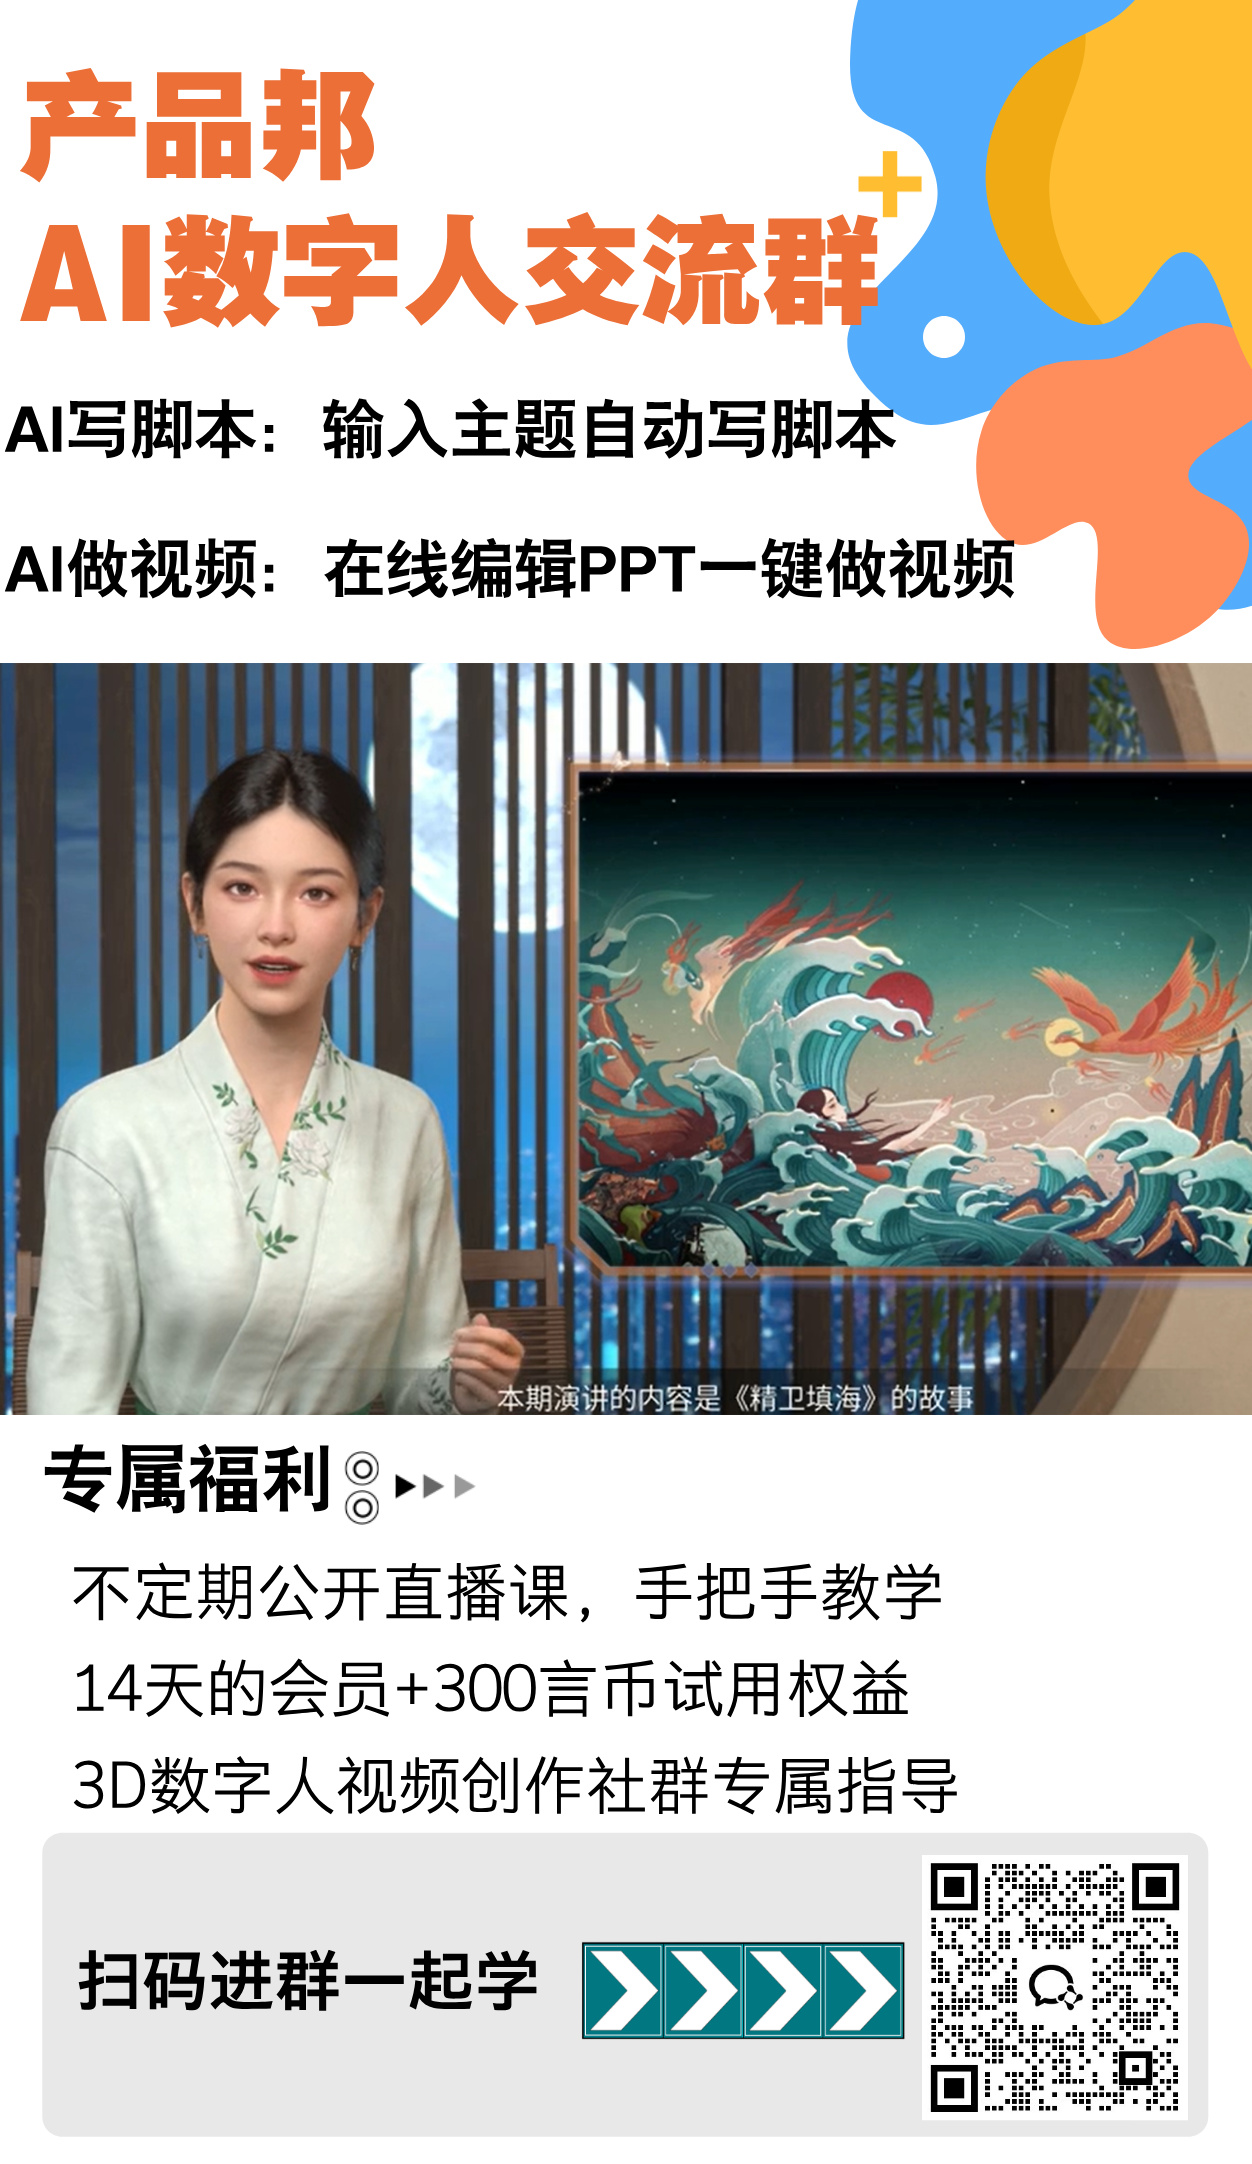 产品邦
AI数字人交流群
AI写脚本：输入主题自动写脚本
AI做视频：在线编辑PPT一键做视频
本期演讲的内容是《精卫填海》的故事
专属福利
不定期公开直播课，手把手教学
14天的会员+300言币试用权益
3D数字人视频创作社群专属指导
扫码进群一起学